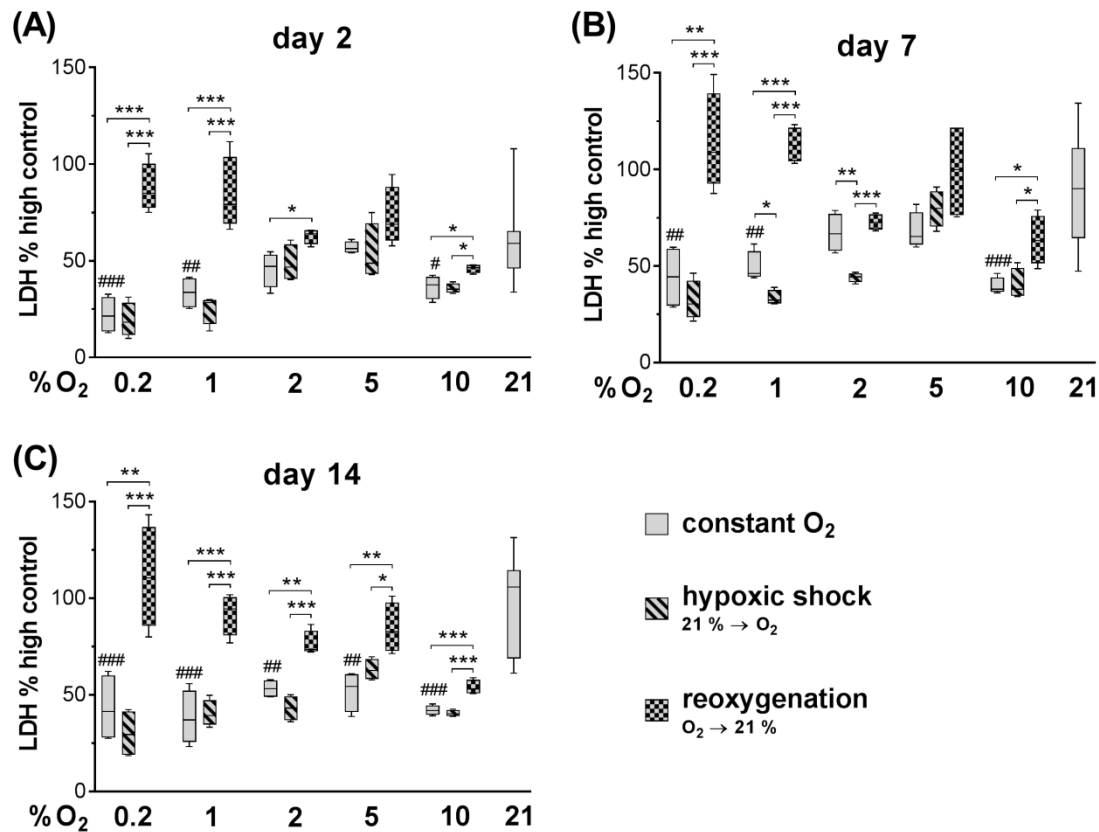 (A)
day 2
LDH % high control
150
100
50
0
***
***
***
***
*
*
*
###
##
#
% O₂ 0.2 1 2 5 10 21
(B)
day 7
LDH % high control
150
100
50
0
**
***
***
***
*
**
***
*
*
##
##
###
% O₂ 0.2 1 2 5 10 21
(C)
day 14
LDH % high control
150
100
50
0
**
***
***
***
**
***
**
*
***
***
###
###
##
##
###
% O₂ 0.2 1 2 5 10 21
constant O₂
hypoxic shock
21 % → O₂
reoxygenation
O₂ → 21 %